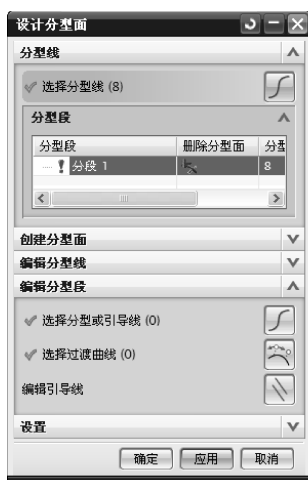 设计分型面
分型线
选择分型线 (8)
分型段
分型段 删除分型面 分型
分段 1 8
创建分型面
编辑分型线
编辑分型段
选择分型或引导线 (0)
选择过渡曲线 (0)
编辑引导线
设置
确定 应用 取消